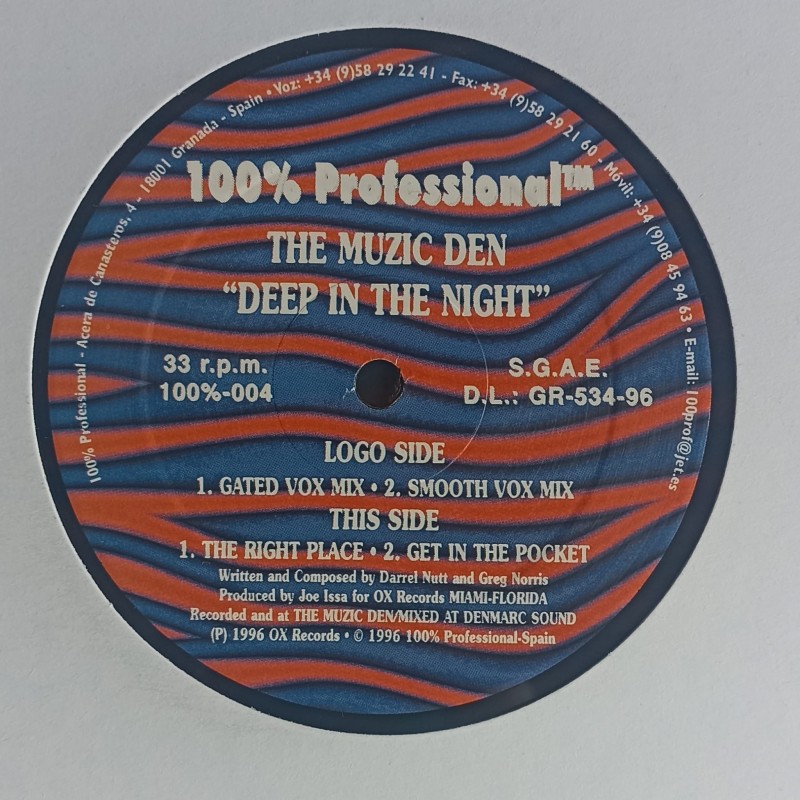 100% Professional - Acera de Canasteros, 4 - 18001 Granada - Spain • Voz: +34 (9)58 29 22 41 - Fax: +34 (9)58 29 21 60 - Móvil: +34 (9)08 45 94 63 • E-mail: 100prof@jet.es
100% Professional™
THE MUZIC DEN
“DEEP IN THE NIGHT”
33 r.p.m.
100%-004
S.G.A.E.
D.L.: GR-534-96
LOGO SIDE
1. GATED VOX MIX • 2. SMOOTH VOX MIX
THIS SIDE
1. THE RIGHT PLACE • 2. GET IN THE POCKET
Written and Composed by Darrel Nutt and Greg Norris
Produced by Joe Issa for OX Records MIAMI-FLORIDA
Recorded and at THE MUZIC DEN/MIXED AT DENMARC SOUND
(P) 1996 OX Records • © 1996 100% Professional-Spain